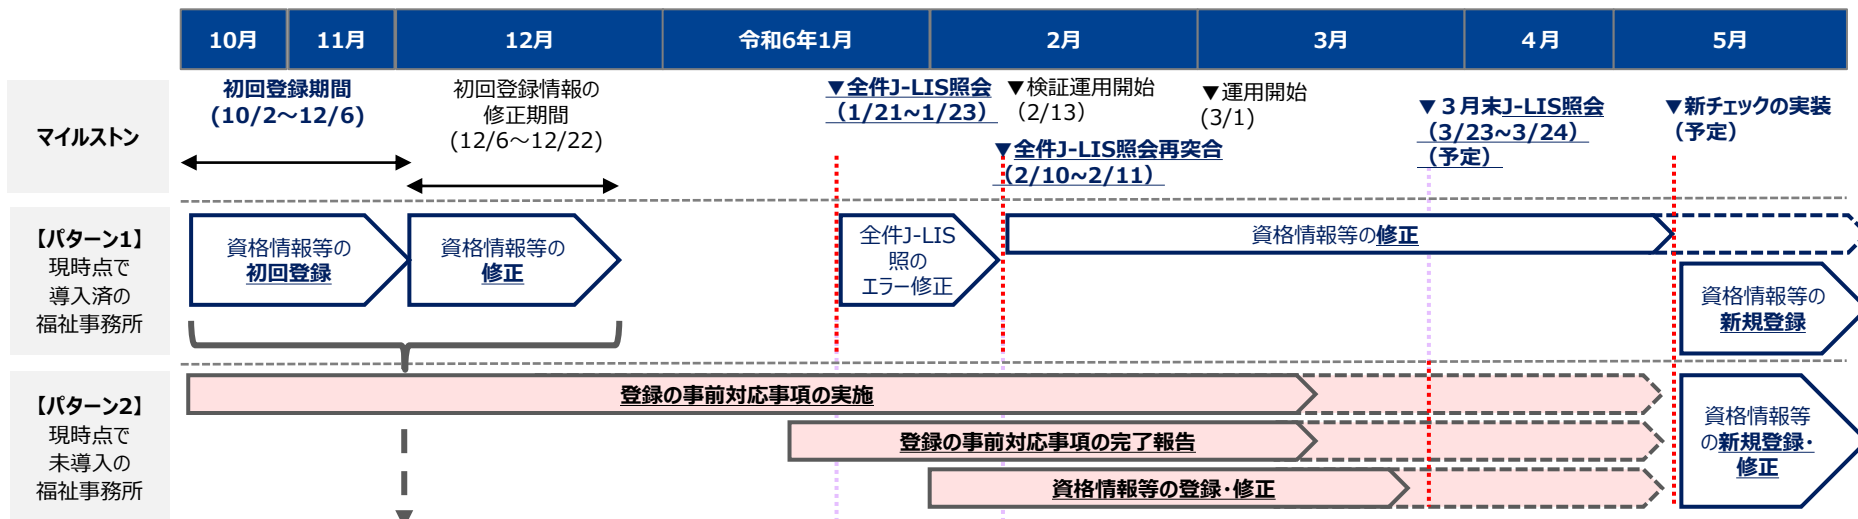 10月
11月
12月
令和6年1月
2月
3月
４月
5月
マイルストン
初回登録期間
(10/2～12/6)
初回登録情報の
修正期間
(12/6～12/22)
▼全件J-LIS照会
（1/21~1/23）
▼検証運用開始
(2/13)
▼全件J-LIS照会再突合
（2/10~2/11）
▼運用開始
(3/1)
▼３月末J-LIS照会
（3/23~3/24）
（予定）
▼新チェックの実装
（予定）
【パターン1】
現時点で
導入済の
福祉事務所
資格情報等の
初回登録
資格情報等の
修正
全件J-LIS
照の
エラー修正
資格情報等の修正
資格情報等の
新規登録
【パターン2】
現時点で
未導入の
福祉事務所
登録の事前対応事項の実施
登録の事前対応事項の完了報告
資格情報等の登録・修正
資格情報等
の新規登録・
修正